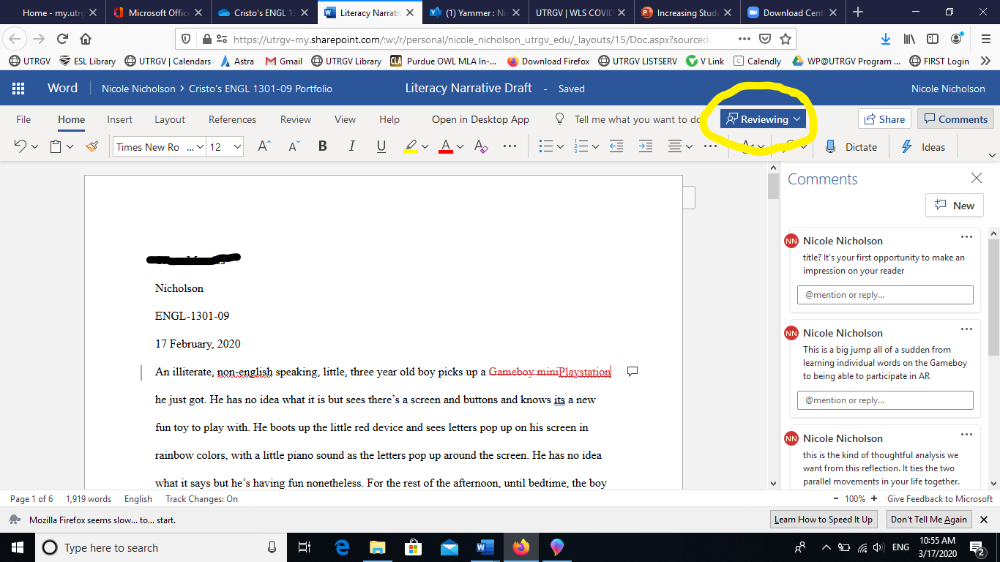 Home - my.utrg
Microsoft Office
Cristo's ENGL 13
Literacy Narrativ
(1) Yammer : Ni
UTRGV | WLS COVID
Increasing Stude
Download Cent
https://utrgv-my.sharepoint.com/:w:/r/personal/nicole_nicholson_utrgv_edu/_layouts/15/Doc.aspx?sourced
UTRGV ESL Library UTRGV | Calendars Astra Gmail UTRGV Library Purdue OWL MLA In-... Download Firefox UTRGV LISTSERV V Link Calendly WP@UTRGV Program ... FIRST Login
Word Nicole Nicholson > Cristo's ENGL 1301-09 Portfolio Literacy Narrative Draft - Saved Nicole Nicholson
File Home Insert Layout References Review View Help Open in Desktop App Tell me what you want to do Reviewing Share Comments
Times New Ro ... 12 B I U A Dictate Ideas
Nicholson
ENGL-1301-09
17 February, 2020
An illiterate, non-english speaking, little, three year old boy picks up a Gameboy miniPlaystation
he just got. He has no idea what it is but sees there's a screen and buttons and knows its a new
fun toy to play with. He boots up the little red device and sees letters pop up on his screen in
rainbow colors, with a little piano sound as the letters pop up around the screen. He has no idea
what it says but he's having fun nonetheless. For the rest of the afternoon, until bedtime, the boy
Comments
New
NN Nicole Nicholson
title? It's your first opportunity to make an
impression on your reader
@mention or reply...
NN Nicole Nicholson
This is a big jump all of a sudden from
learning individual words on the Gameboy
to being able to participate in AR
@mention or reply...
NN Nicole Nicholson
this is the kind of thoughtful analysis we
want from this reflection. It ties the two
parallel movements in your life together.
Page 1 of 6 1,919 words English Track Changes: On - 100% + Give Feedback to Microsoft
Mozilla Firefox seems slow... to... start. Learn How to Speed It Up Don't Tell Me Again
Type here to search ENG 10:55 AM
3/17/2020 2